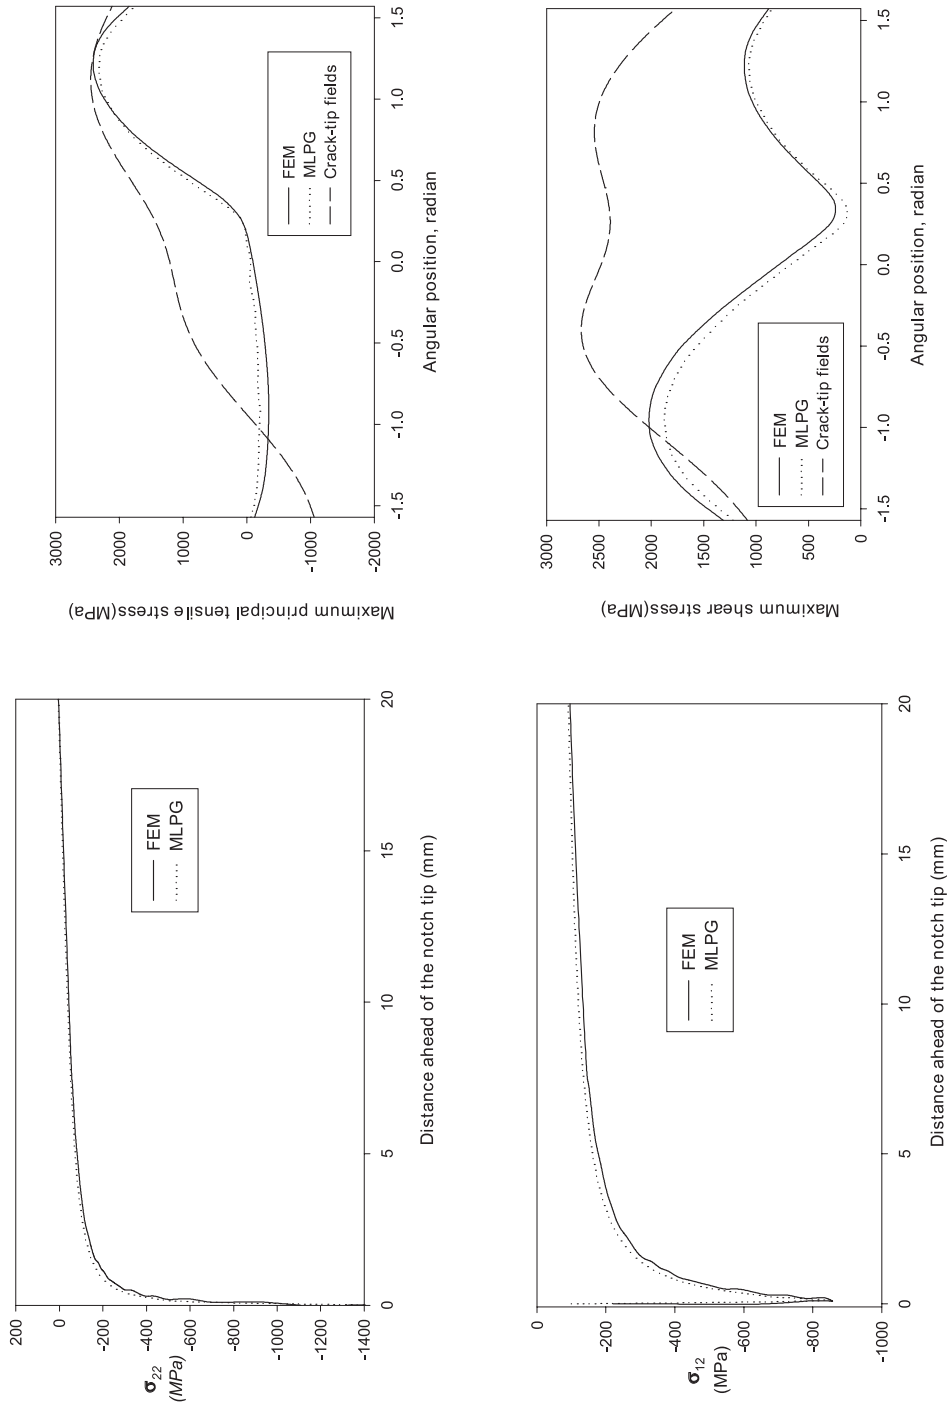 200
0
-200
-400
-600
-800
-1000
-1200
-1400
σ22
(MPa)
0
5
10
15
20
Distance ahead of the notch tip (mm)
FEM
MLPG
3000
2000
1000
0
-1000
-2000
Maximum principal tensile stress(MPa)
-1.5
-1.0
-0.5
0.0
0.5
1.0
1.5
Angular position, radian
FEM
MLPG
Crack-tip fields
0
-200
-400
-600
-800
-1000
σ12
(MPa)
0
5
10
15
20
Distance ahead of the notch tip (mm)
FEM
MLPG
3000
2500
2000
1500
1000
500
0
Maximum shear stress(MPa)
-1.5
-1.0
-0.5
0.0
0.5
1.0
1.5
Angular position, radian
FEM
MLPG
Crack-tip fields